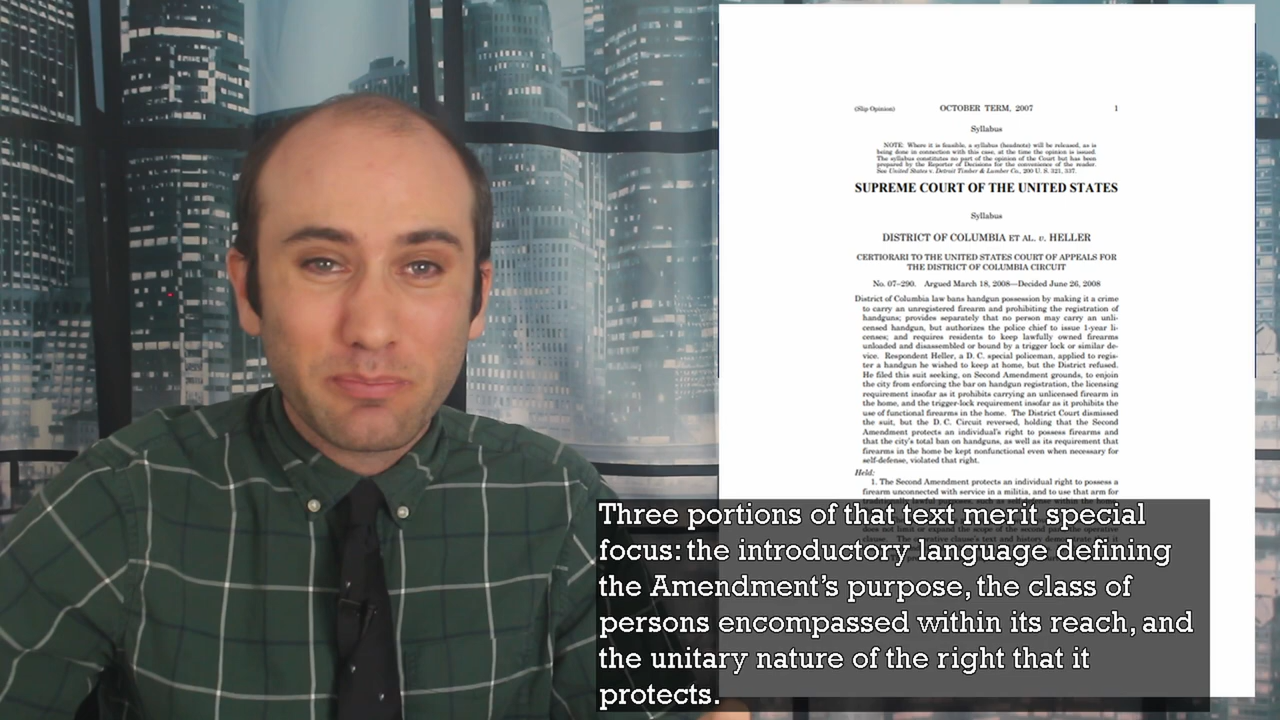 (Slip Opinion) OCTOBER TERM, 2007 1
Syllabus
NOTE: Where it is feasible, a syllabus (headnote) will be released, as is
being done in connection with this case, at the time the opinion is issued.
The syllabus constitutes no part of the opinion of the Court but has been
prepared by the Reporter of Decisions for the convenience of the reader.
See United States v. Detroit Timber & Lumber Co., 200 U. S. 321, 337.
SUPREME COURT OF THE UNITED STATES
Syllabus
DISTRICT OF COLUMBIA ET AL. v. HELLER
CERTIORARI TO THE UNITED STATES COURT OF APPEALS FOR
THE DISTRICT OF COLUMBIA CIRCUIT
No. 07–290. Argued March 18, 2008—Decided June 26, 2008
District of Columbia law bans handgun possession by making it a crime
to carry an unregistered firearm and prohibiting the registration of
handguns; provides separately that no person may carry an unli-
censed handgun, but authorizes the police chief to issue 1-year li-
censes; and requires residents to keep lawfully owned firearms
unloaded and disassembled or bound by a trigger lock or similar de-
vice. Respondent Heller, a D. C. special policeman, applied to regis-
ter a handgun he wished to keep at home, but the District refused.
He filed this suit seeking, on Second Amendment grounds, to enjoin
the city from enforcing the bar on handgun registration, the licensing
requirement insofar as it prohibits carrying an unlicensed firearm in
the home, and the trigger-lock requirement insofar as it prohibits the
use of functional firearms in the home. The District Court dismissed
the suit, but the D. C. Circuit reversed, holding that the Second
Amendment protects an individual's right to possess firearms and
that the city's total ban on handguns, as well as its requirement that
firearms in the home be kept nonfunctional even when necessary for
self-defense, violated that right.
Held:
1. The Second Amendment protects an individual right to possess a
firearm unconnected with service in a militia, and to use that arm for
Three portions of that text merit special
focus: the introductory language defining
the Amendment’s purpose, the class of
persons encompassed within its reach, and
the unitary nature of the right that it
protects.